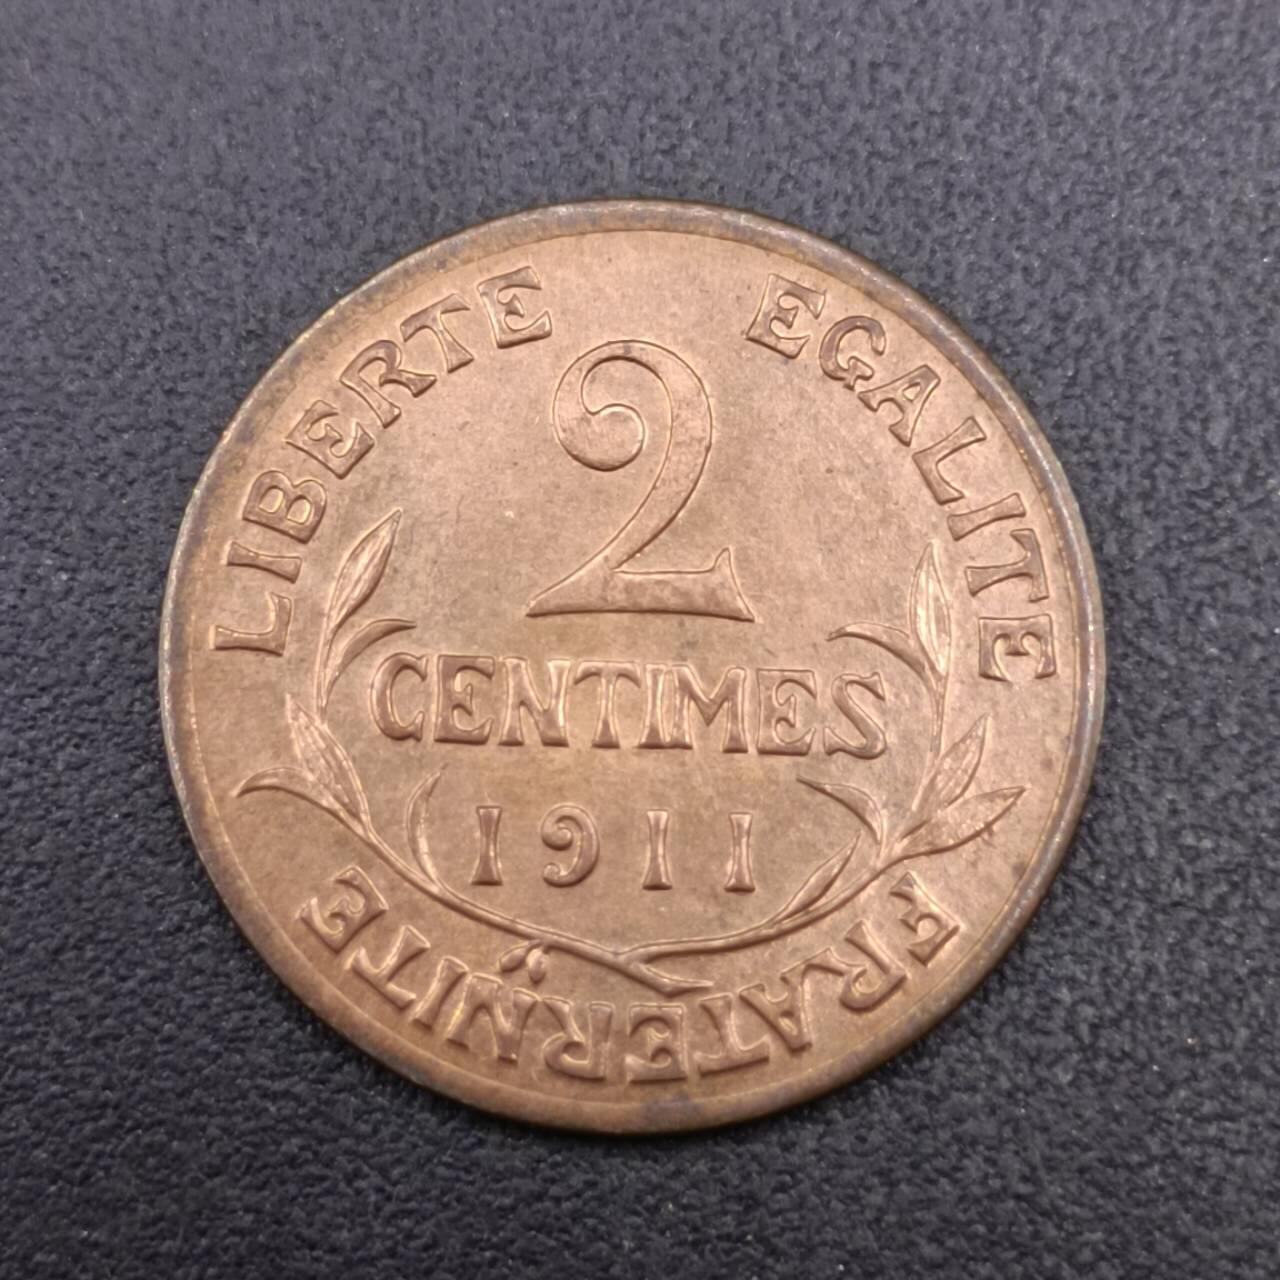 LIBERTE EGALITE
2
CENTIMES
1911
FRATERNITE